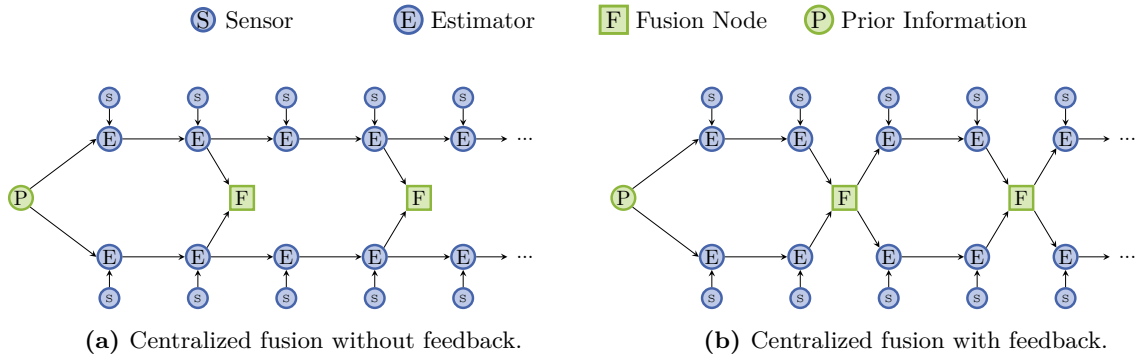 S Sensor E Estimator F Fusion Node P Prior Information
s s s s s s s s s s
E E E E E ... E E E E E ...
P F F P F F
E E E E E ... E E E E E ...
s s s s s s s s s s
(a) Centralized fusion without feedback. (b) Centralized fusion with feedback.